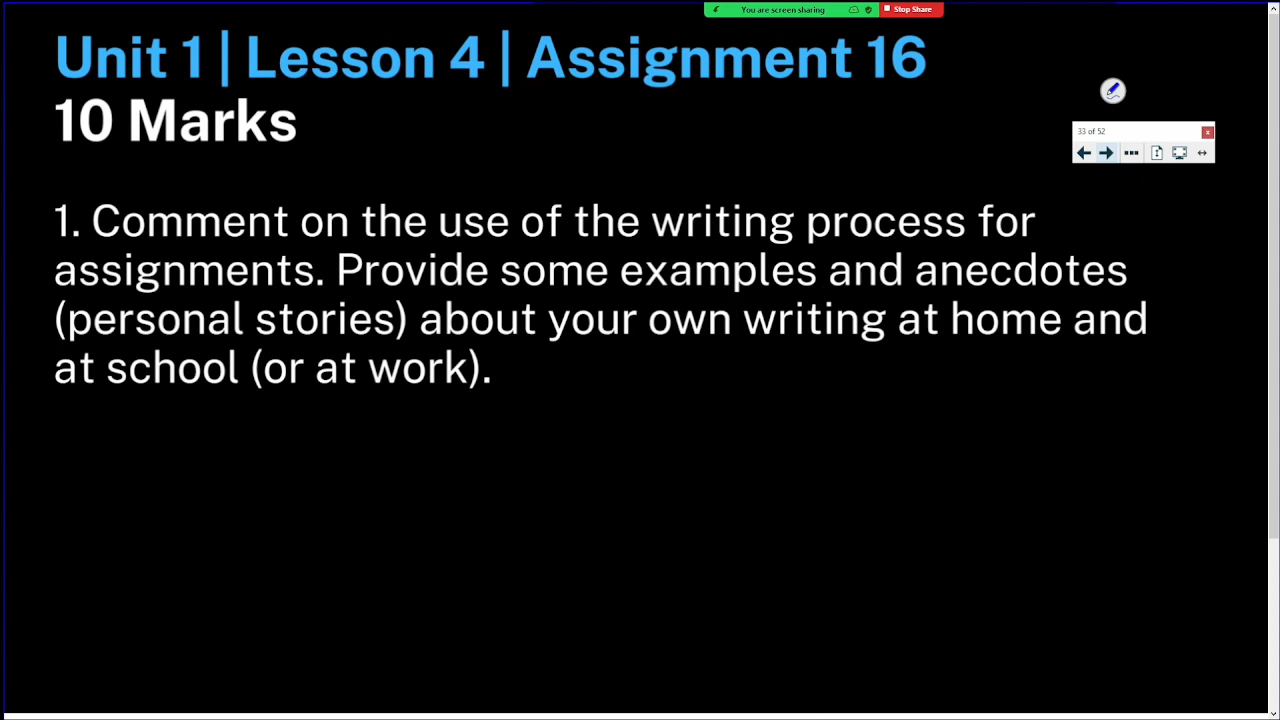 You are screen sharing
Stop Share
Unit 1 | Lesson 4 | Assignment 16
10 Marks
33 of 52
1. Comment on the use of the writing process for
assignments. Provide some examples and anecdotes
(personal stories) about your own writing at home and
at school (or at work).